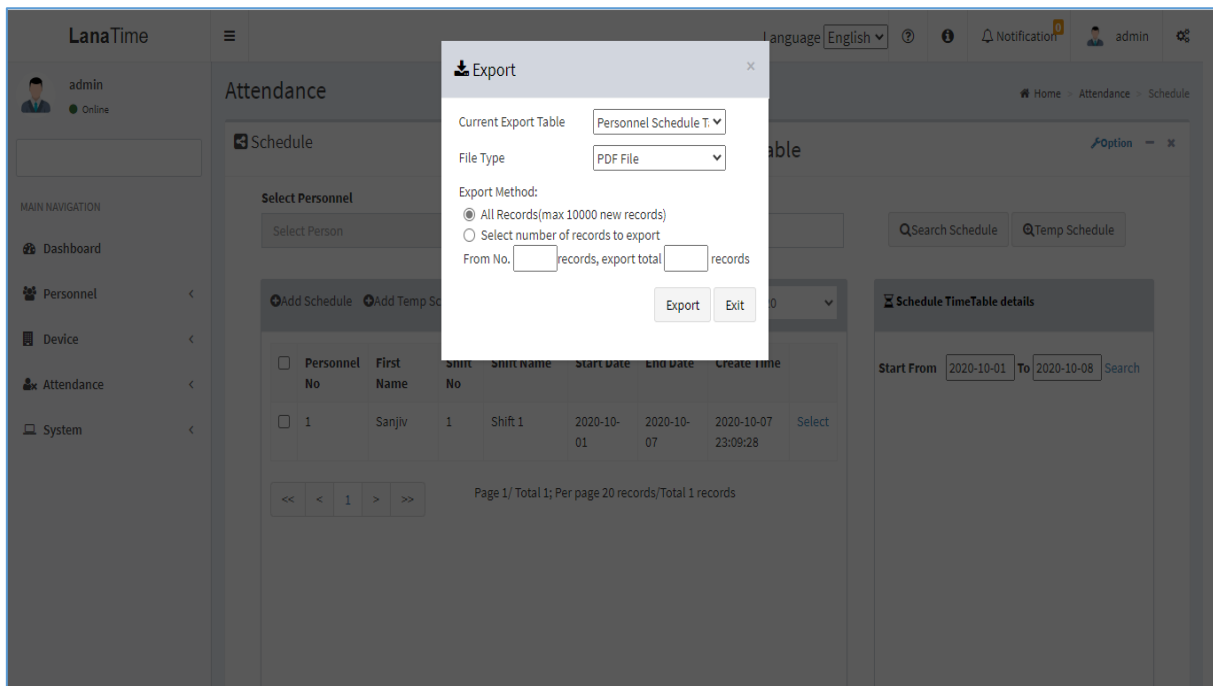 LanaTime
Language English
Notification 0
admin
admin
Online
Attendance
Home > Attendance > Schedule
Schedule
able
Option
MAIN NAVIGATION
Dashboard
Personnel
Device
Attendance
System
Select Personnel
Select Person
Search Schedule
Temp Schedule
Export ×
Current Export Table Personnel Schedule T
File Type PDF File
Export Method:
All Records(max 10000 new records)
Select number of records to export
From No. records, export total records
Export Exit
Add Schedule Add Temp Sc
Schedule TimeTable details
Start From 2020-10-01 To 2020-10-08 Search
Personnel No First Name Shift No Shift Name Start Date End Date Create Time
1 Sanjiv 1 Shift 1 2020-10-01 2020-10-07 2020-10-07 23:09:28 Select
<< < 1 > >>
Page 1/ Total 1; Per page 20 records/Total 1 records